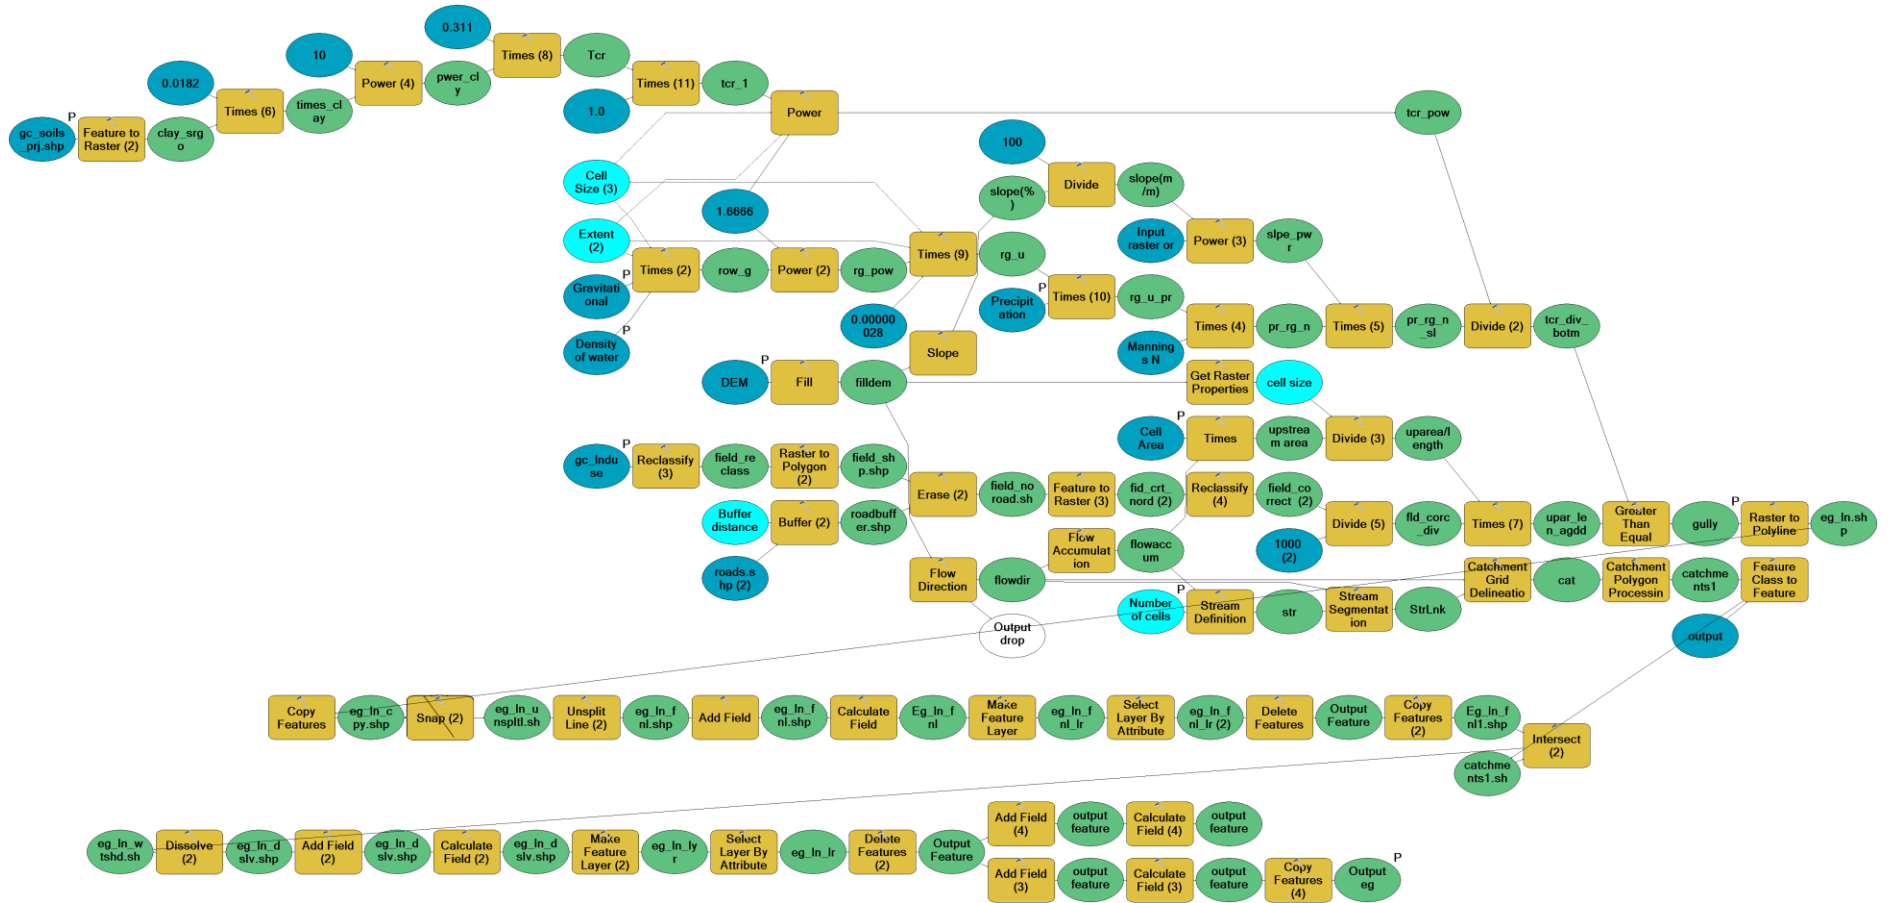 0.311
10
Times (8)
Tcr
0.0182
Power (4)
pwer_cl
y
Times (11)
tcr_1
Times (6)
times_cl
ay
1.0
Power
tcr_pow
P
gc_soils
_prj.shp
Feature to
Raster (2)
clay_srg
o
100
Cell
Size (3)
slope(%
)
Divide
slope(m
/m)
1.6666
Extent
(2)
Input
raster or
Power (3)
slpe_pw
r
Times (9)
rg_u
Times (2)
row_g
Power (2)
rg_pow
P
Gravitati
onal
P
Precipit
ation
Times (10)
rg_u_pr
0.00000
028
Times (4)
pr_rg_n
Times (5)
pr_rg_n
_sl
Divide (2)
tcr_div_
botm
P
Density
of water
Slope
Manning
s N
P
DEM
Fill
filldem
Get Raster
Properties
cell size
P
Cell
Area
Times
upstrea
m area
Divide (3)
uparea/l
ength
P
gc_lndu
se
Reclassify
(3)
field_re
class
Raster to
Polygon
(2)
field_sh
p.shp
Erase (2)
field_no
road.sh
Feature to
Raster (3)
fid_crt_
nord (2)
Reclassify
(4)
field_co
rrect (2)
Buffer
distance
Buffer (2)
roadbuff
er.shp
Divide (5)
fld_corc
_div
Times (7)
upar_le
n_agdd
Greater
Than
Equal
gully
P
Raster to
Polyline
eg_ln.sh
p
1000
(2)
Flow
Accumulat
ion
flowacc
um
roads.s
hp (2)
Flow
Direction
flowdir
Catchment
Grid
Delineatio
cat
Catchment
Polygon
Processin
catchme
nts1
Feature
Class to
Feature
P
Number
of cells
Stream
Definition
str
Stream
Segmentat
ion
StrLnk
Output
drop
output
Copy
Features
eg_ln_c
py.shp
Snap (2)
eg_ln_u
nspltl.sh
Unsplit
Line (2)
eg_ln_f
nl.shp
Add Field
eg_ln_f
nl.shp
Calculate
Field
Eg_ln_f
nl
Make
Feature
Layer
eg_ln_f
nl_lr
Select
Layer By
Attribute
eg_ln_f
nl_lr (2)
Delete
Features
Output
Feature
Copy
Features
(2)
Eg_ln_f
nl1.shp
Intersect
(2)
catchme
nts1.sh
Add Field
(4)
output
feature
Calculate
Field (4)
output
feature
eg_ln_w
tshd.sh
Dissolve
(2)
eg_ln_d
slv.shp
Add Field
(2)
eg_ln_d
slv.shp
Calculate
Field (2)
eg_ln_d
slv.shp
Make
Feature
Layer (2)
eg_ln_ly
r
Select
Layer By
Attribute
eg_ln_lr
Delete
Features
(2)
Output
Feature
Add Field
(3)
output
feature
Calculate
Field (3)
output
feature
Copy
Features
(4)
P
Output
eg